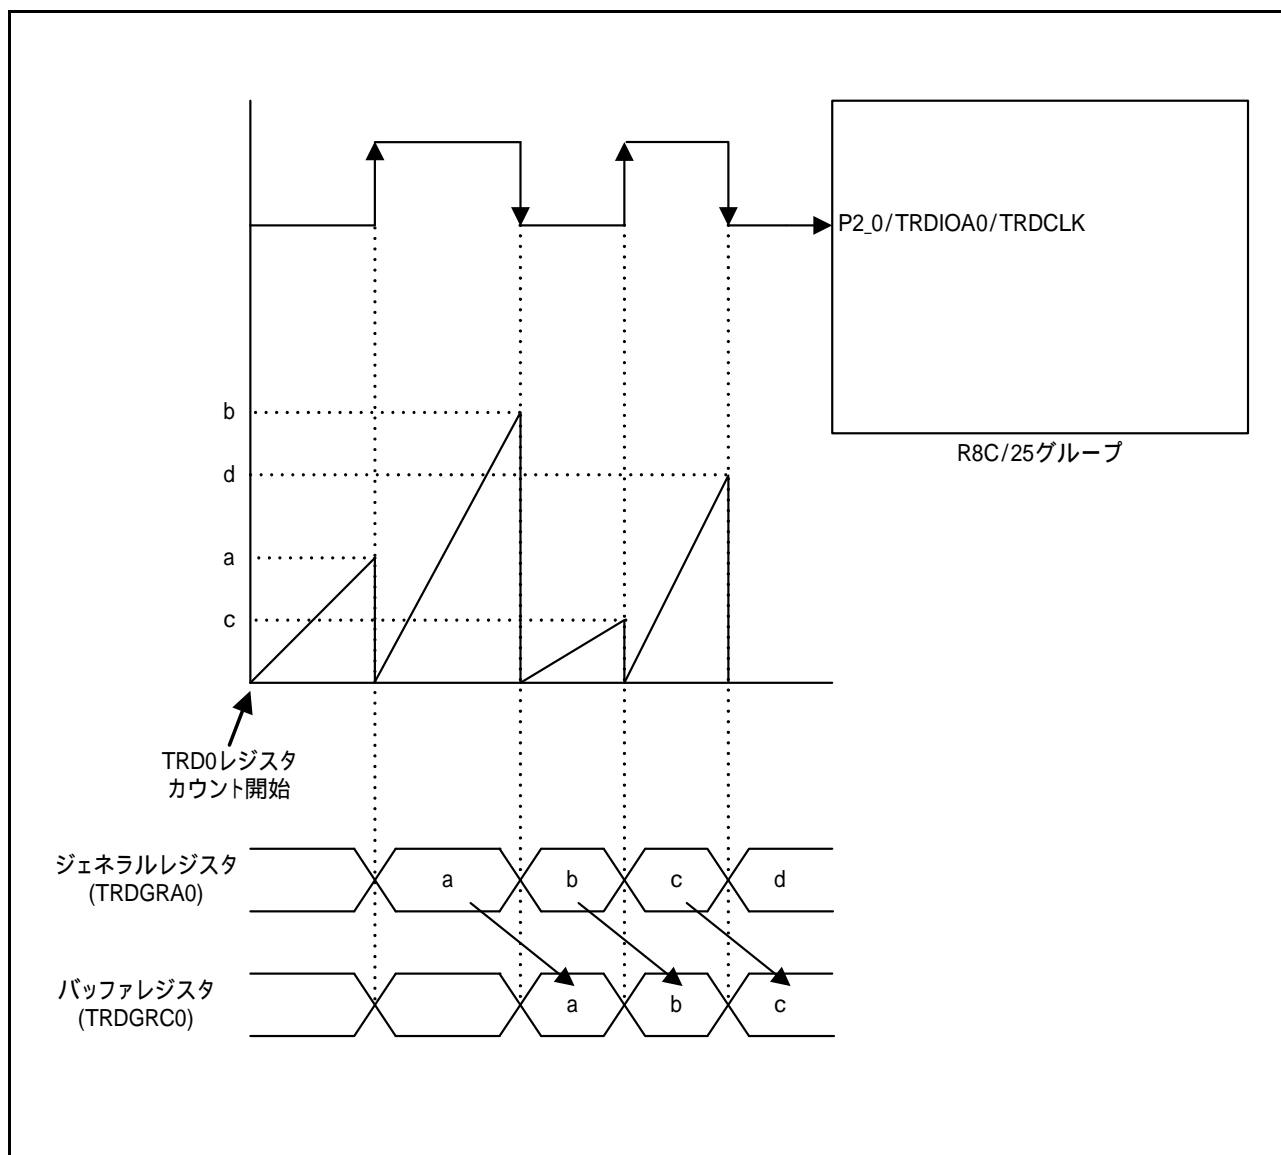 P2_0/TRDIOA0/TRDCLK
R8C/25グループ
b
d
a
c
TRD0レジスタ
カウント開始
ジェネラルレジスタ
(TRDGRA0)
a
b
c
d
バッファレジスタ
(TRDGRC0)
a
b
c